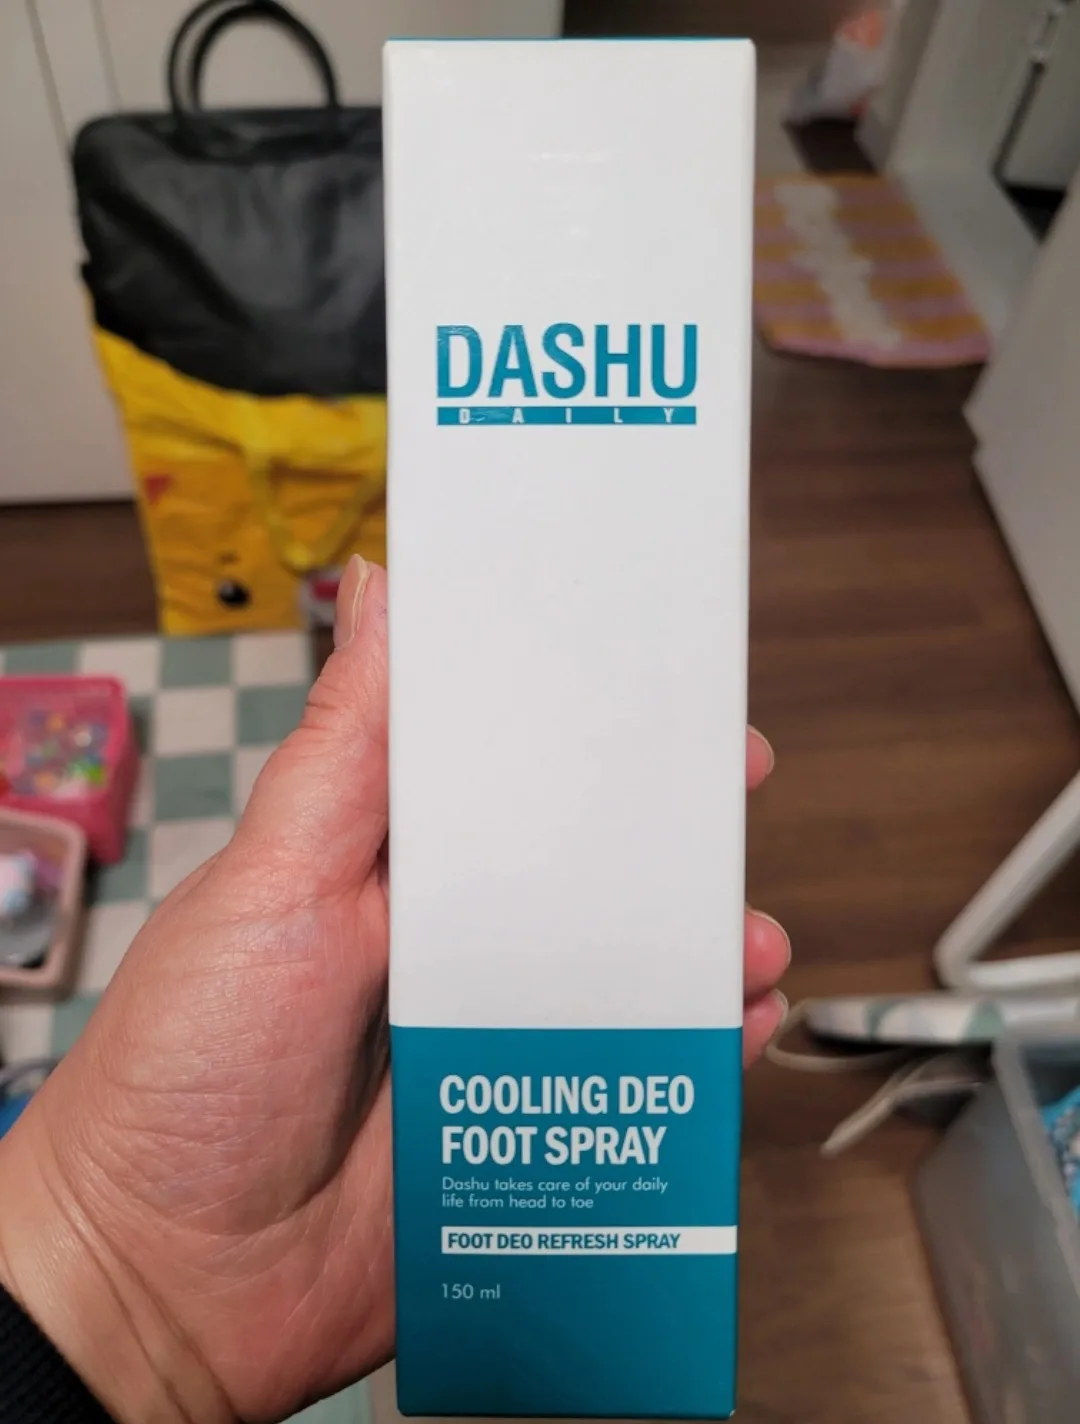 DASHU
DAILY
COOLING DEO
FOOT SPRAY
Dashu takes care of your daily
life from head to toe
FOOT DEO REFRESH SPRAY
150 ml